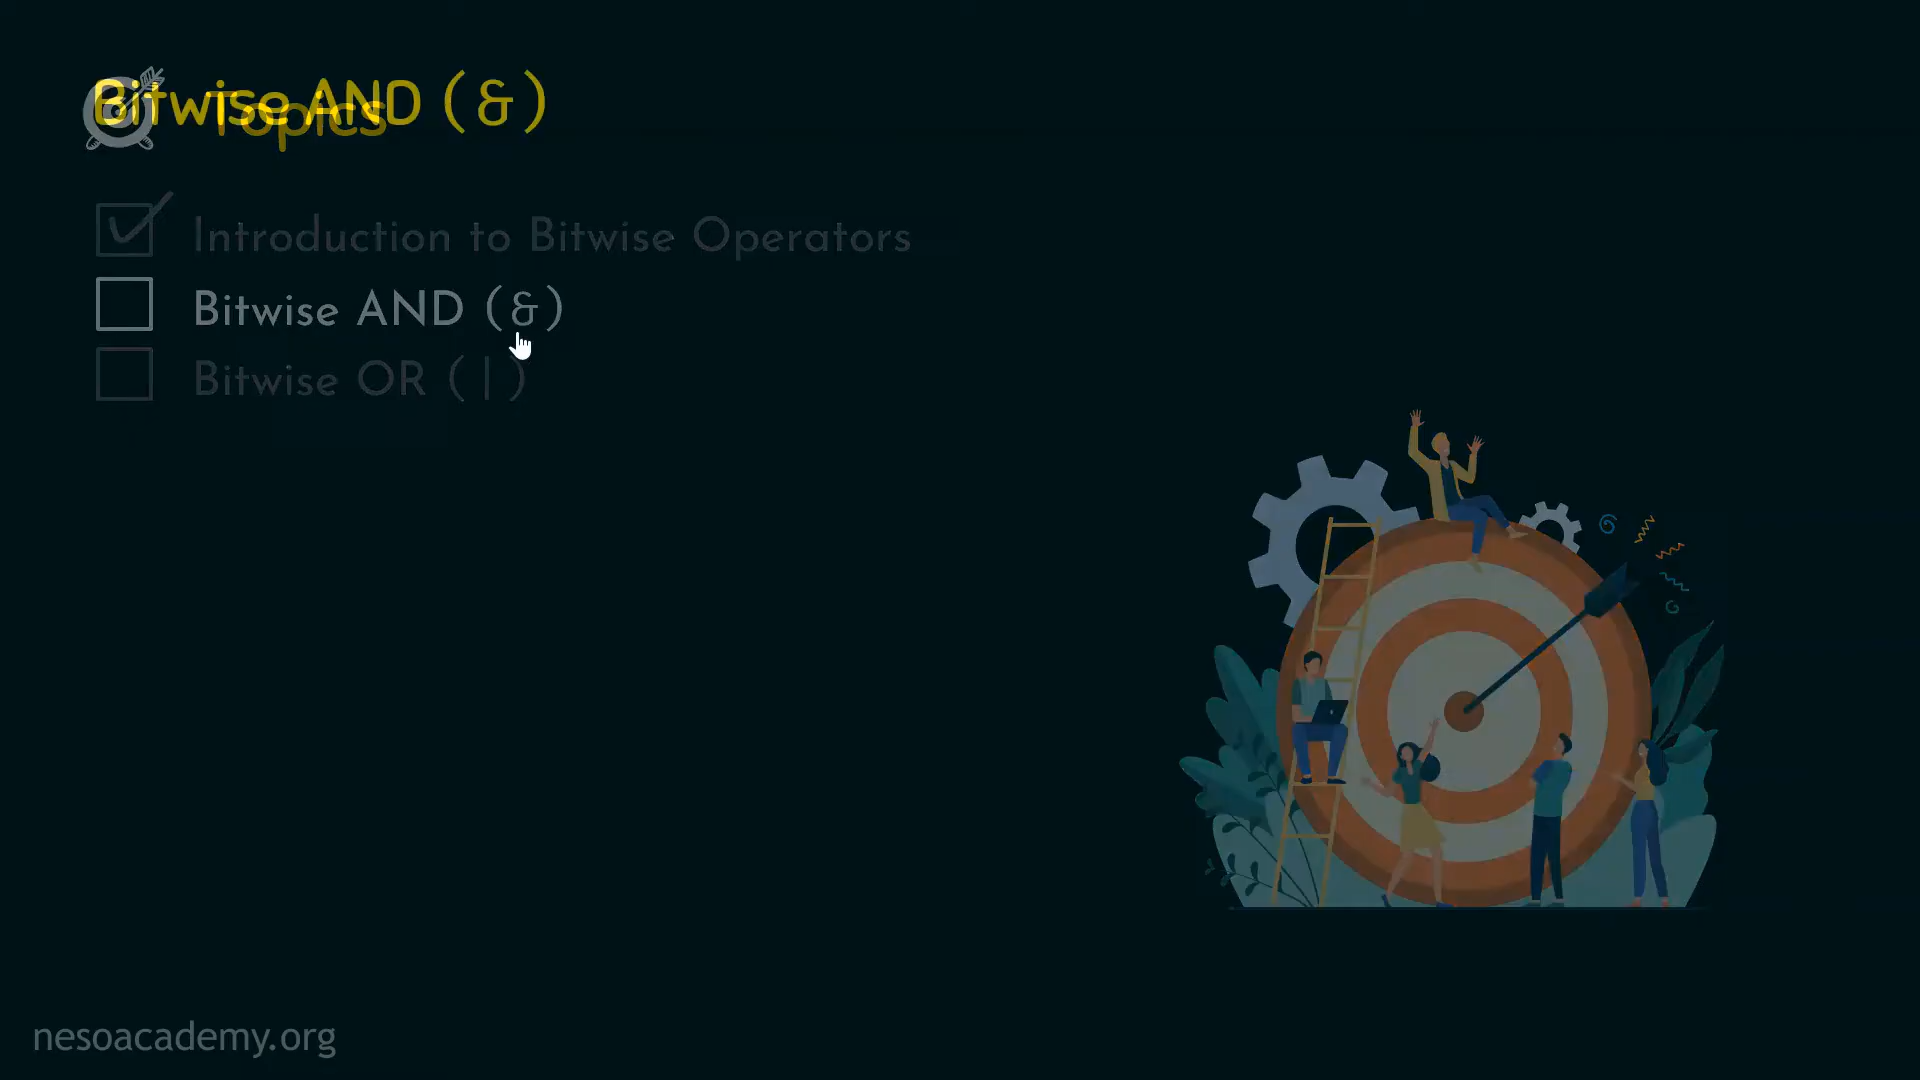 Bitwise AND (&)
Topics
Introduction to Bitwise Operators
Bitwise AND (&)
Bitwise OR (|)
nesoacademy.org